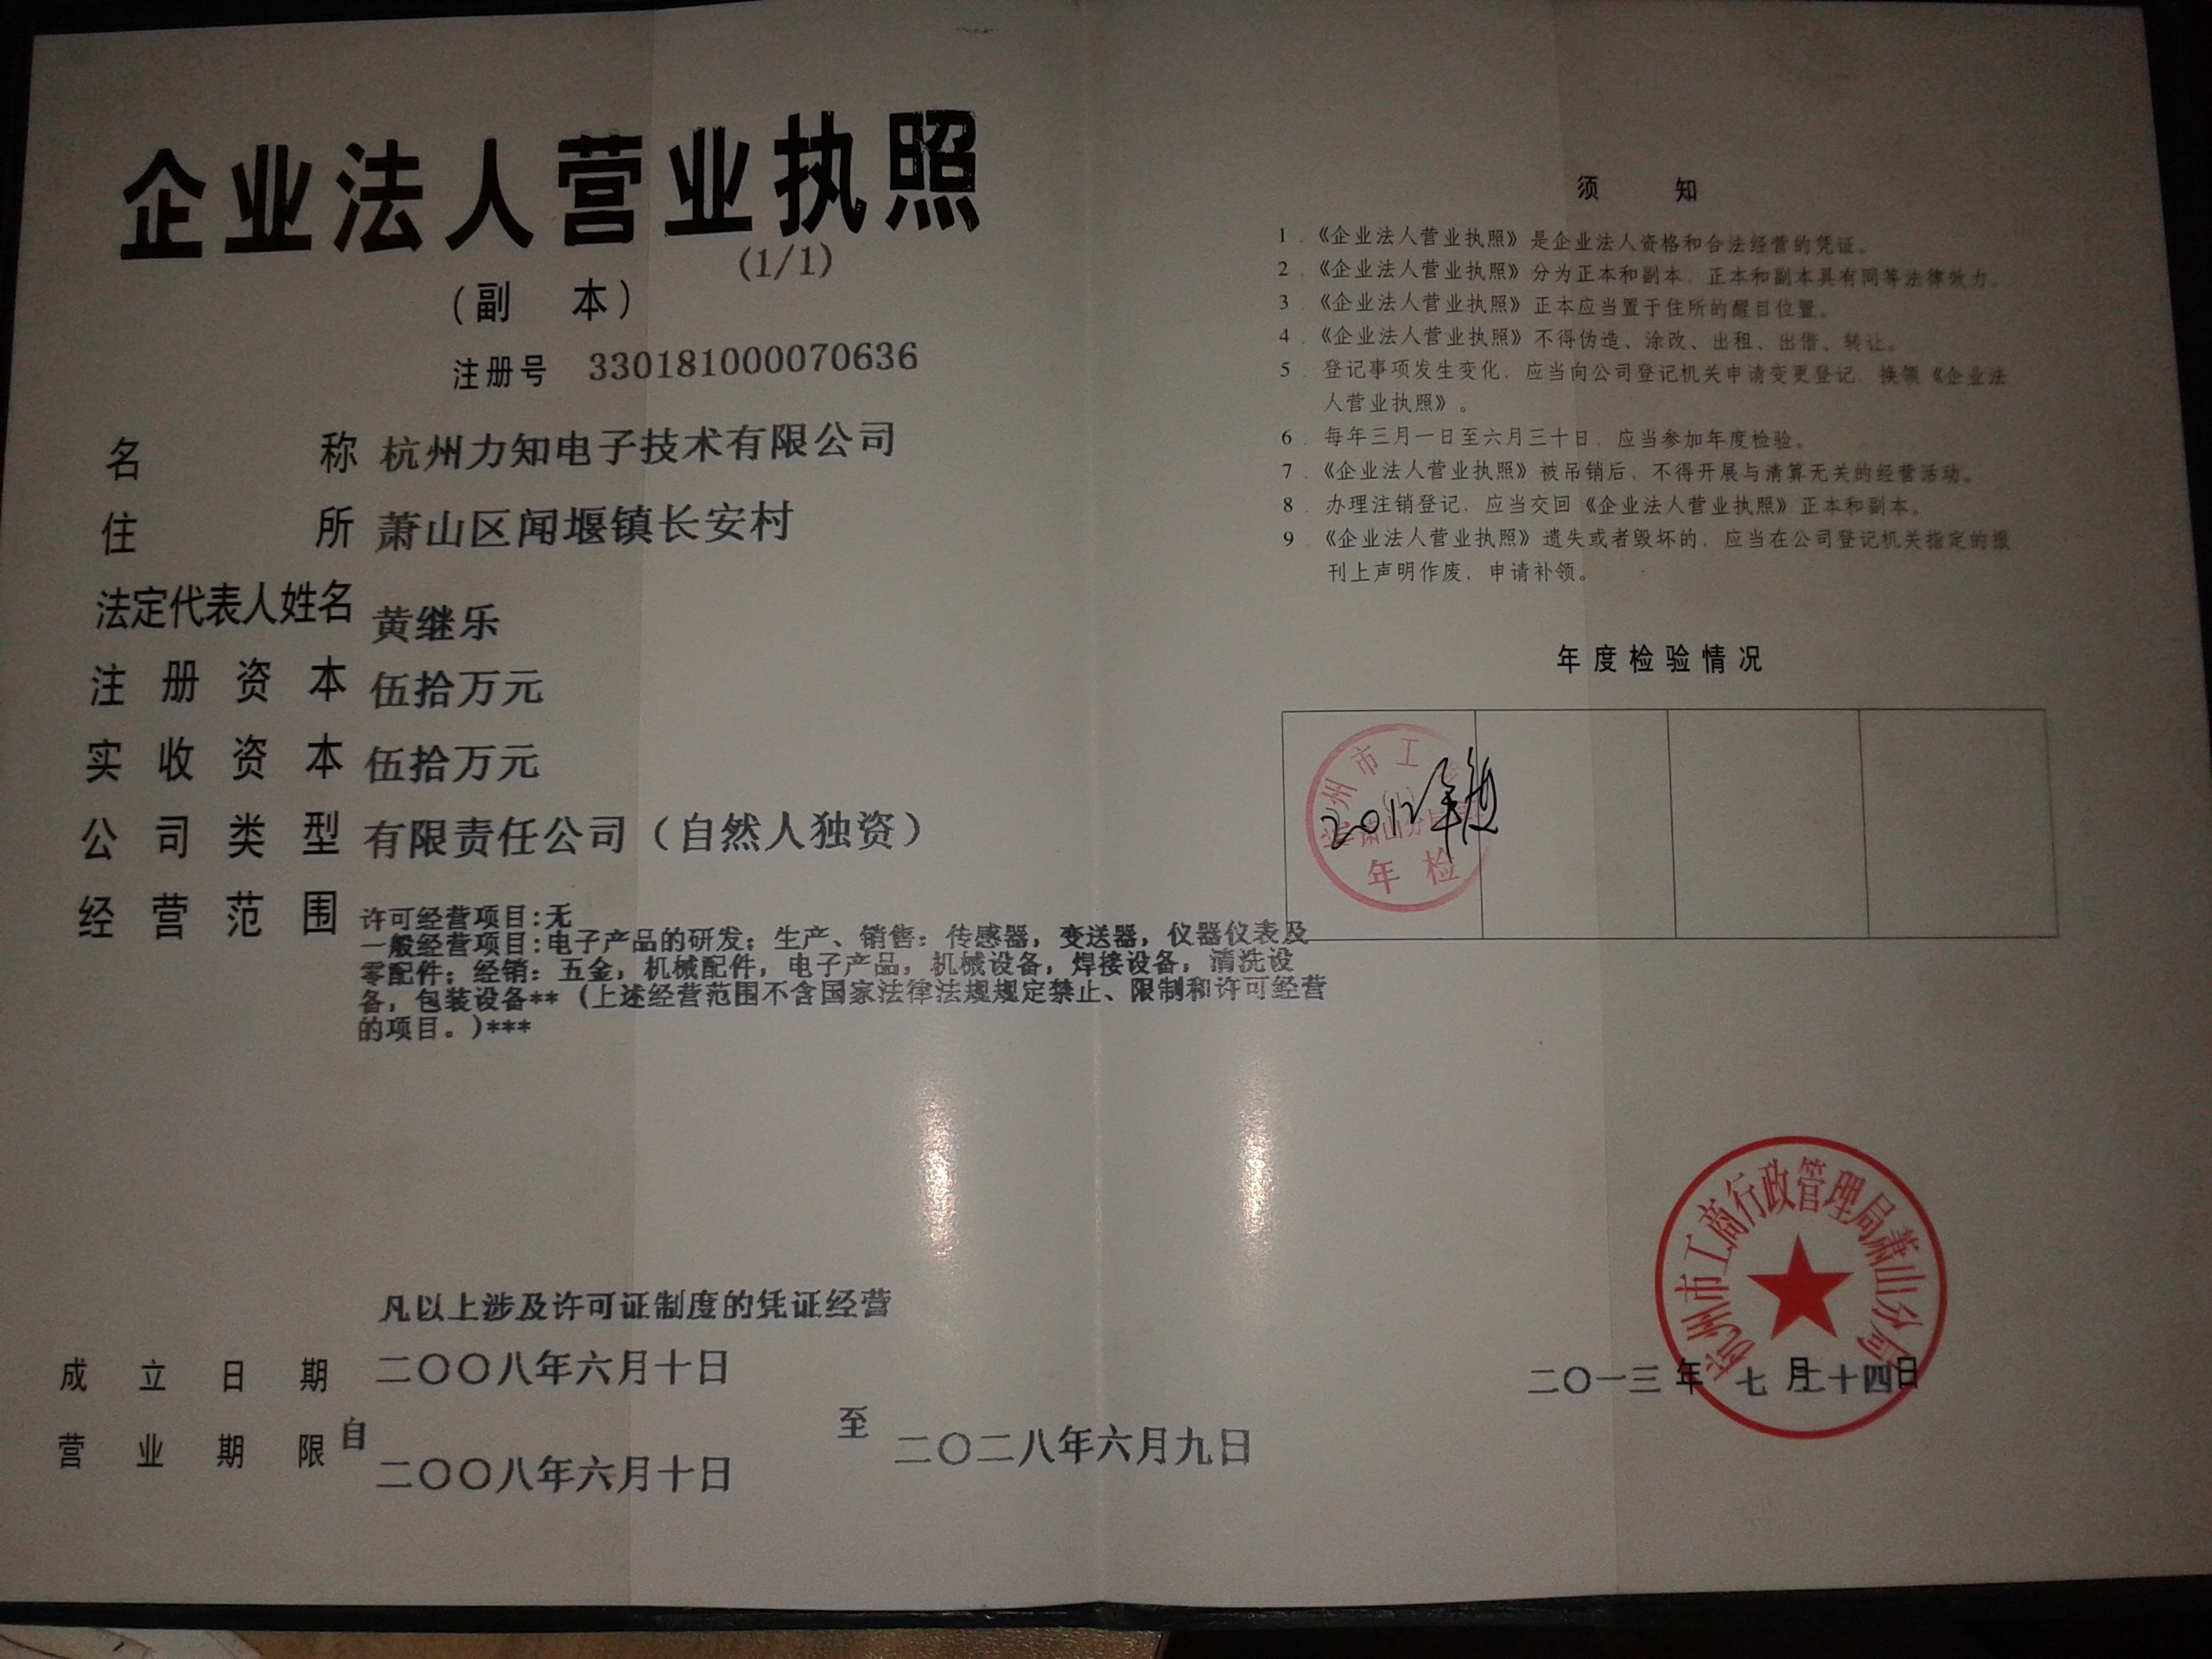 企业法人营业执照
(1/1)
(副 本)
注册号 330181000070636
名 称 杭州力知电子技术有限公司
住 所 萧山区闻堰镇长安村
法定代表人姓名 黄继乐
注册资本 伍拾万元
实收资本 伍拾万元
公司类型 有限责任公司（自然人独资）
经营范围 许可经营项目:无
一般经营项目:电子产品的研发；生产、销售：传感器，变送器，仪器仪表及
零配件；经销：五金，机械配件，电子产品，机械设备，焊接设备，清洗设
备，包装设备**（上述经营范围不含国家法律法规规定禁止、限制和许可经营
的项目。)***
凡以上涉及许可证制度的凭证经营
成立日期 二〇〇八年六月十日
营业期限 自 二〇〇八年六月十日 至 二〇二八年六月九日
须 知
1．《企业法人营业执照》是企业法人资格和合法经营的凭证。
2．《企业法人营业执照》分为正本和副本，正本和副本具有同等法律效力。
3．《企业法人营业执照》正本应当置于住所的醒目位置。
4．《企业法人营业执照》不得伪造、涂改、出租、出借、转让。
5．登记事项发生变化，应当向公司登记机关申请变更登记，换领《企业法
人营业执照》。
6．每年三月一日至六月三十日，应当参加年度检验。
7．《企业法人营业执照》被吊销后，不得开展与清算无关的经营活动。
8．办理注销登记，应当交回《企业法人营业执照》正本和副本。
9．《企业法人营业执照》遗失或者毁坏的，应当在公司登记机关指定的报
刊上声明作废，申请补领。
年度检验情况
州市工
萧山分
2012年度
年检
杭州市工商行政管理局萧山分局
二〇一三年 七月二十四日